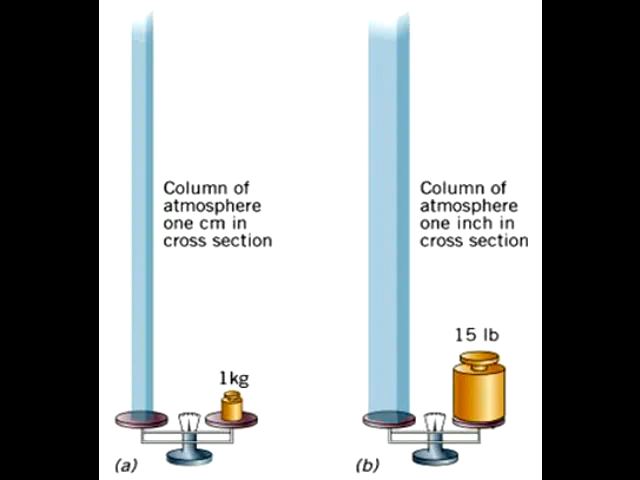 Column of
atmosphere
one cm in
cross section
1kg
(a)
Column of
atmosphere
one inch in
cross section
15 lb
(b)